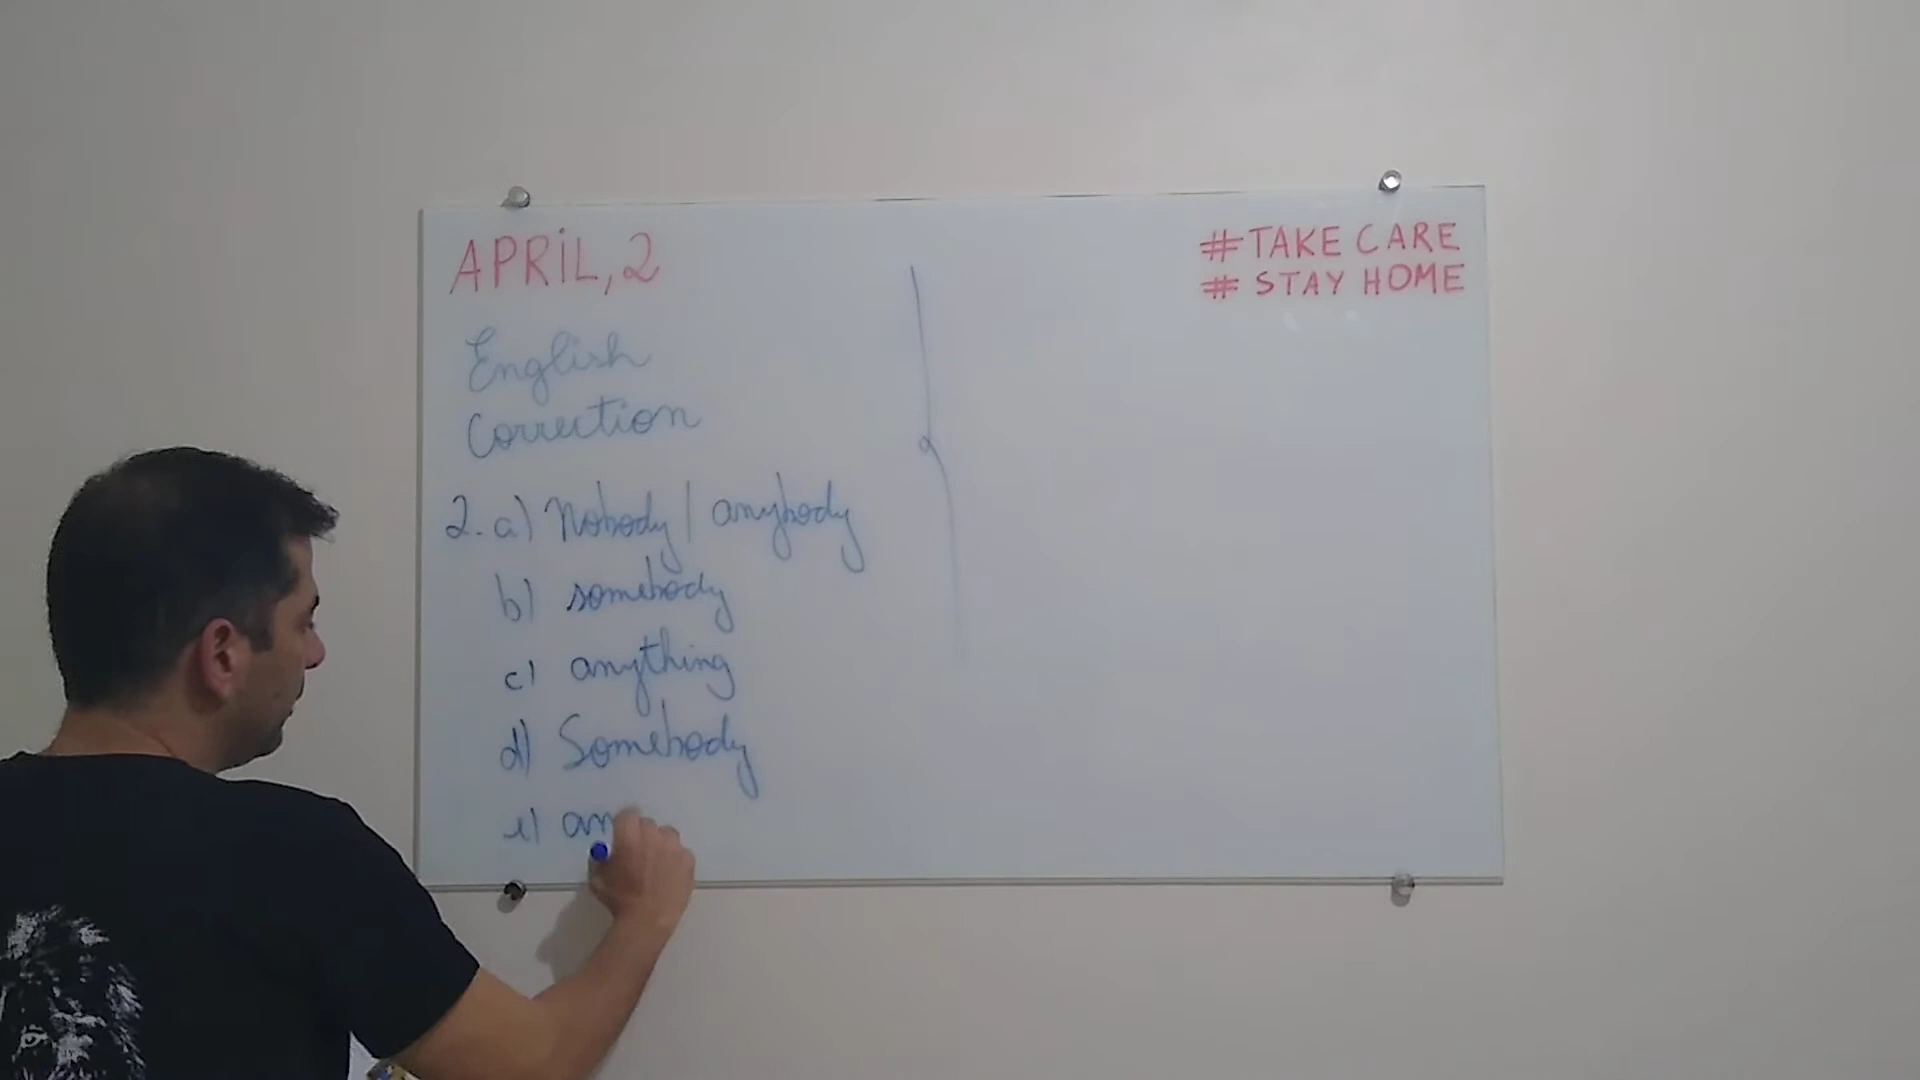 APRIL, 2
# TAKE CARE
# STAY HOME
English
Correction
2. a) Nobody / anybody
b) somebody
c) anything
d) Somebody
e) an